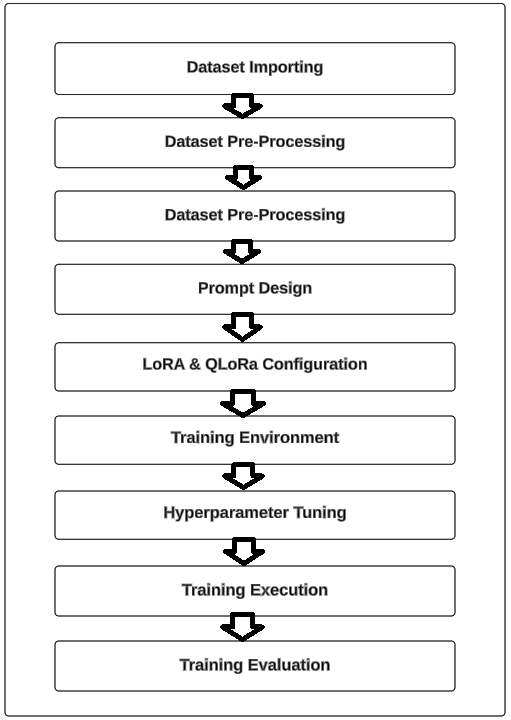 Dataset Importing
Dataset Pre-Processing
Dataset Pre-Processing
Prompt Design
LoRA & QLoRa Configuration
Training Environment
Hyperparameter Tuning
Training Execution
Training Evaluation